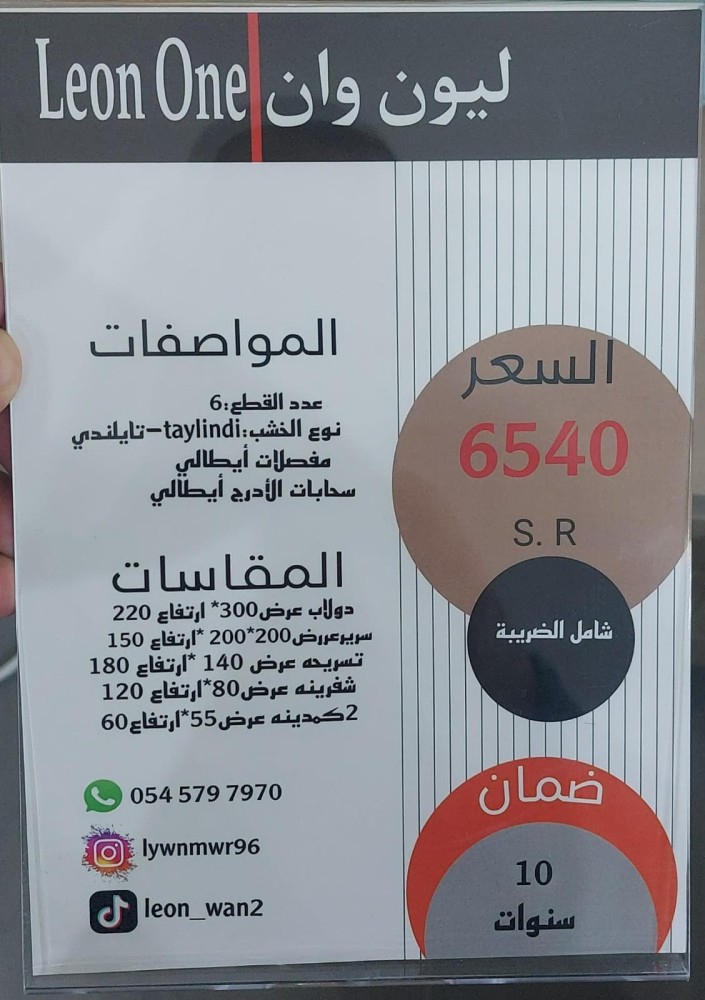 Leon One | ليون وان
المواصفات
عدد القطع:6
نوع الخشب:taylindi-تايلندي
مفصلات أيطالي
سحابات الأدرج أيطالي
المقاسات
دولاب عرض300* ارتفاع 220
سريرعررض200*200 *ارتفاع 150
تسريحه عرض 140 *ارتفاع 180
شفرينه عرض80*ارتفاع 120
2كمدينه عرض55*ارتفاع60
054 579 7970
lywnmwr96
leon_wan2
السعر
6540
S. R
شامل الضريبة
ضمان
10
سنوات